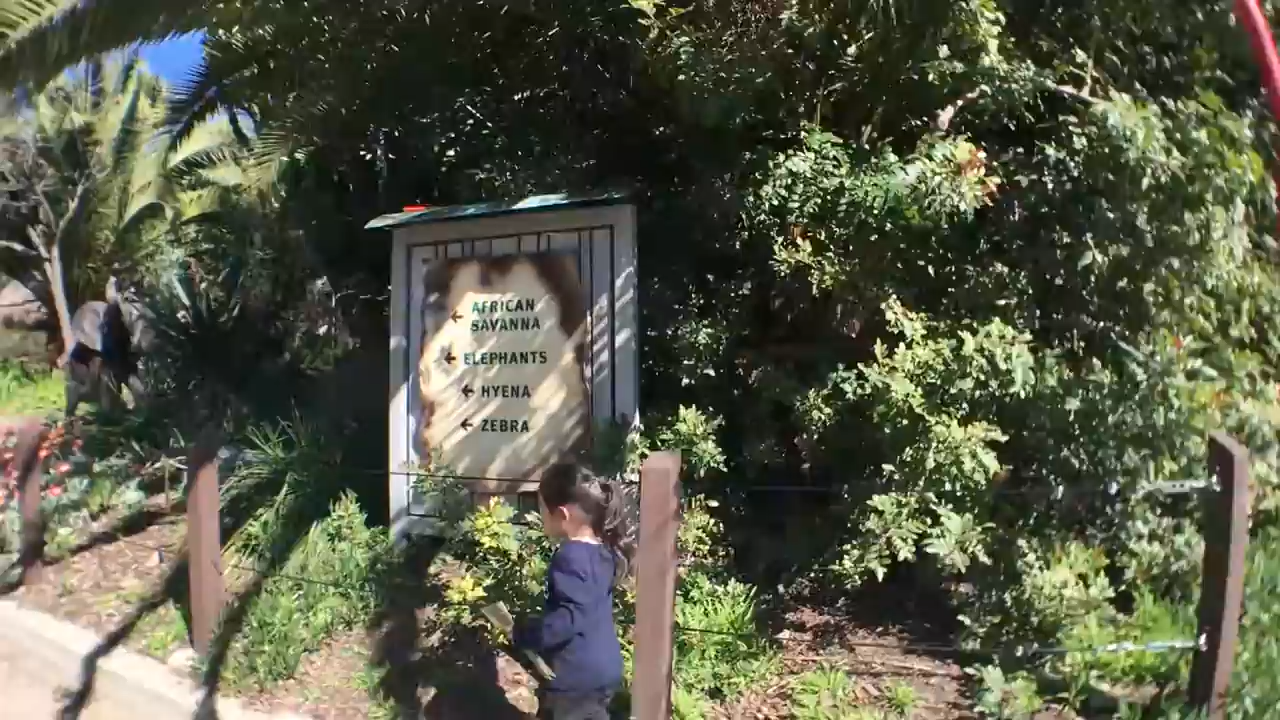 ← AFRICAN
SAVANNA
← ELEPHANTS
← HYENA
← ZEBRA